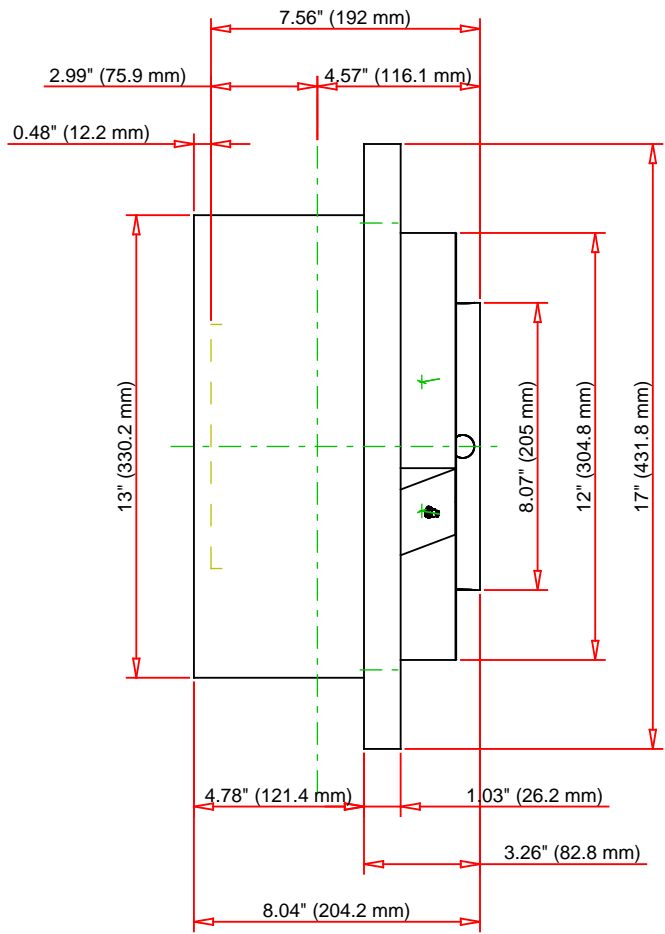 7.56" (192 mm)
2.99" (75.9 mm)
4.57" (116.1 mm)
0.48" (12.2 mm)
13" (330.2 mm)
8.07" (205 mm)
12" (304.8 mm)
17" (431.8 mm)
4.78" (121.4 mm)
1.03" (26.2 mm)
3.26" (82.8 mm)
8.04" (204.2 mm)